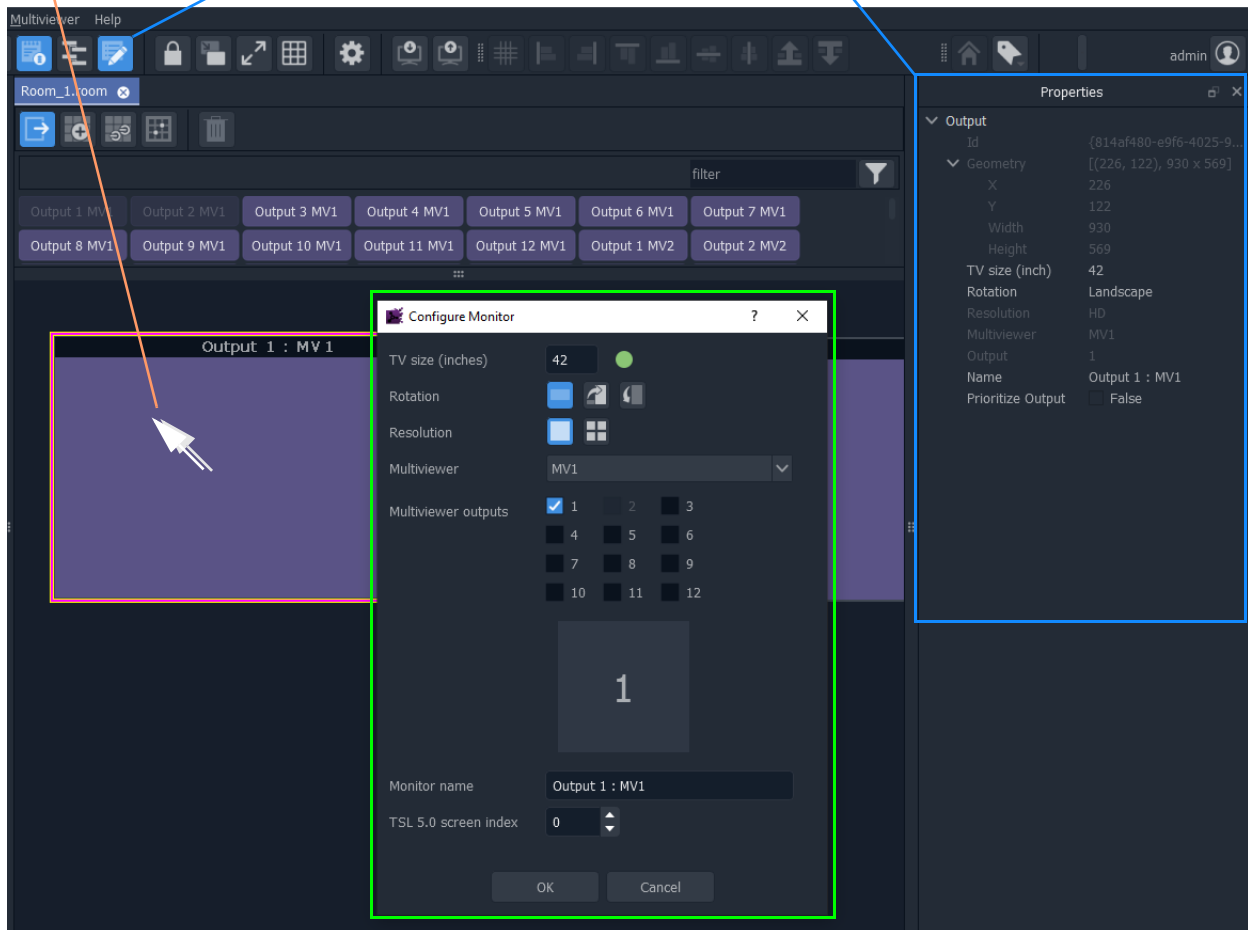 Multiviewer Help
admin
Room_1.room
filter
Output 1 MV1 Output 2 MV1 Output 3 MV1 Output 4 MV1 Output 5 MV1 Output 6 MV1 Output 7 MV1
Output 8 MV1 Output 9 MV1 Output 10 MV1 Output 11 MV1 Output 12 MV1 Output 1 MV2 Output 2 MV2
Output 1 : MV 1
Configure Monitor ?
TV size (inches) 42
Rotation
Resolution
Multiviewer MV1
Multiviewer outputs 1 2 3
4 5 6
7 8 9
10 11 12
1
Monitor name Output 1 : MV1
TSL 5.0 screen index 0
OK Cancel
Properties
Output
Id {814af480-e9f6-4025-9...
Geometry [(226, 122), 930 x 569]
X 226
Y 122
Width 930
Height 569
TV size (inch) 42
Rotation Landscape
Resolution HD
Multiviewer MV1
Output 1
Name Output 1 : MV1
Prioritize Output False